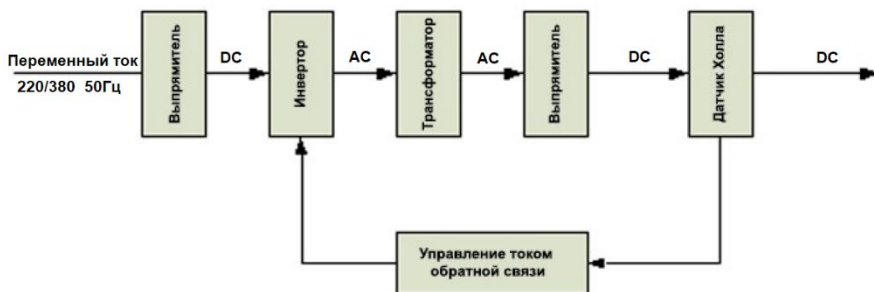 Переменный ток
220/380 50Гц
Выпрямитель
DC
Инвертор
AC
Трансформатор
AC
Выпрямитель
DC
Датчик Холла
DC
Управление током
обратной связи